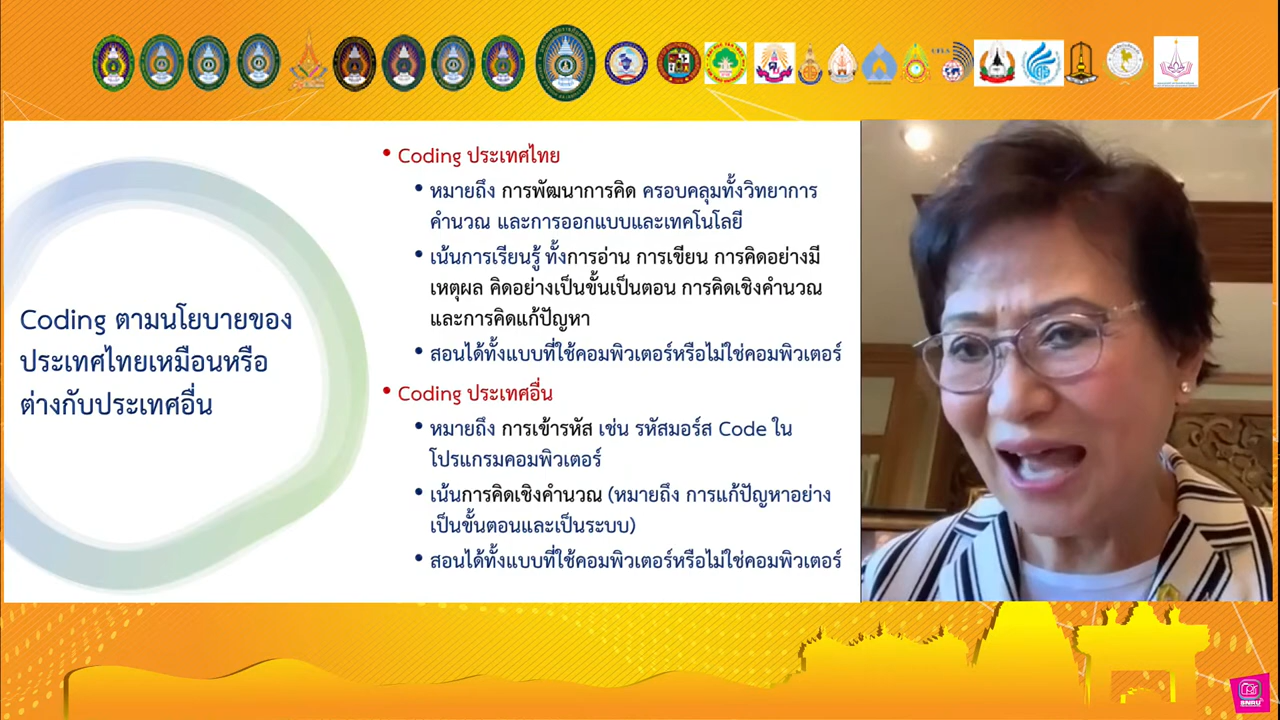 Coding ตามนโยบายของ
ประเทศไทยเหมือนหรือ
ต่างกับประเทศอื่น
• Coding ประเทศไทย
• หมายถึง การพัฒนาการคิด ครอบคลุมทั้งวิทยาการ
คำนวณ และการออกแบบและเทคโนโลยี
• เน้นการเรียนรู้ ทั้งการอ่าน การเขียน การคิดอย่างมี
เหตุผล คิดอย่างเป็นขั้นเป็นตอน การคิดเชิงคำนวณ
และการคิดแก้ปัญหา
• สอนได้ทั้งแบบที่ใช้คอมพิวเตอร์หรือไม่ใช่คอมพิวเตอร์
• Coding ประเทศอื่น
• หมายถึง การเข้ารหัส เช่น รหัสมอร์ส Code ใน
โปรแกรมคอมพิวเตอร์
• เน้นการคิดเชิงคำนวณ (หมายถึง การแก้ปัญหาอย่าง
เป็นขั้นตอนและเป็นระบบ)
• สอนได้ทั้งแบบที่ใช้คอมพิวเตอร์หรือไม่ใช่คอมพิวเตอร์
SNRU